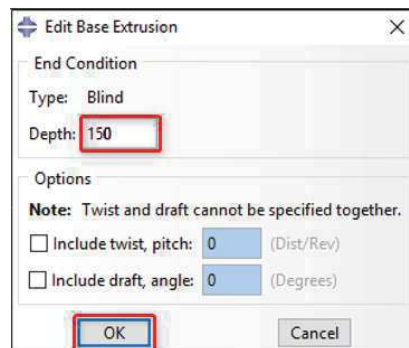 Edit Base Extrusion
End Condition
Type: Blind
Depth: 150
Options
Note: Twist and draft cannot be specified together.
Include twist, pitch: 0 (Dist/Rev)
Include draft, angle: 0 (Degrees)
OK Cancel